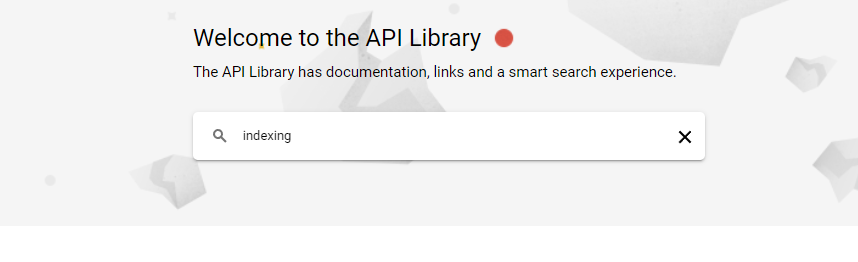 Welcome to the API Library
The API Library has documentation, links and a smart search experience.
indexing